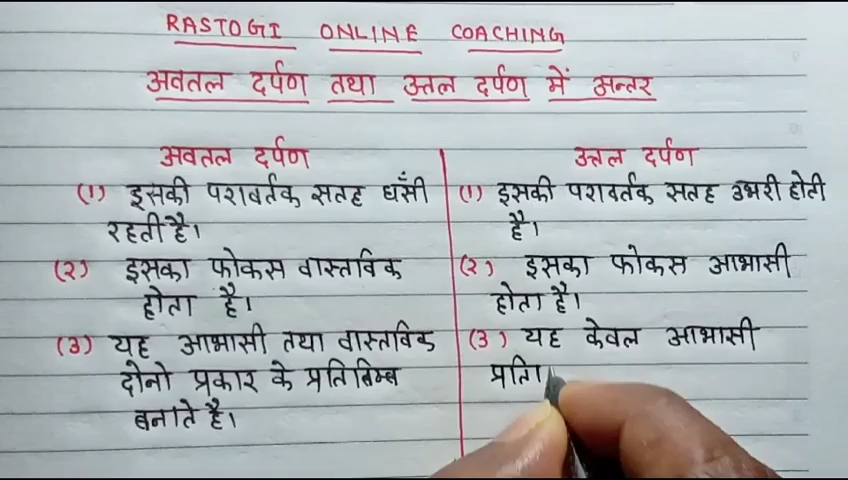 RASTOGI ONLINE COACHING
अवतल दर्पण तथा उत्तल दर्पण में अन्तर
अवतल दर्पण
(1) इसकी परावर्तक सतह धँसी
रहती है।
(२) इसका फोकस वास्तविक
होता है।
(3) यह आभासी तथा वास्तविक
दोनो प्रकार के प्रतिबिम्ब
बनाते है।
उत्तल दर्पण
(1) इसकी परावर्तक सतह उभरी होती
है।
(२) इसका फोकस आभासी
होता है।
(3) यह केवल आभासी